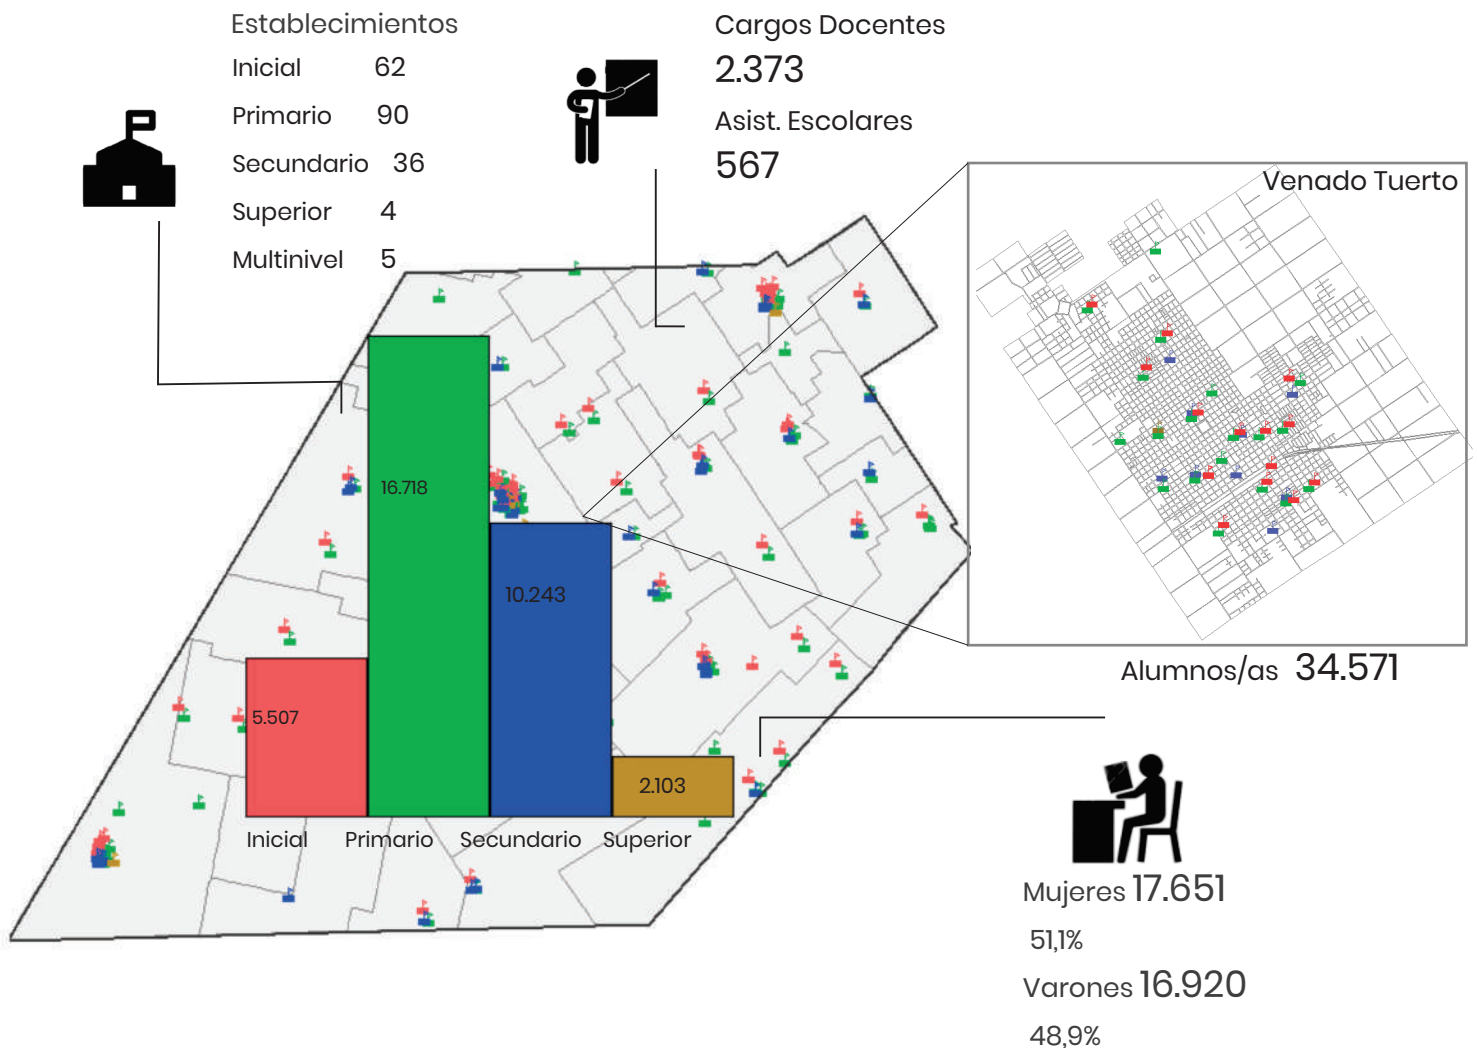 Establecimientos
Inicial 62
Primario 90
Secundario 36
Superior 4
Multinivel 5
Cargos Docentes
2.373
Asist. Escolares
567
Venado Tuerto
16.718
10.243
5.507
2.103
Inicial Primario Secundario Superior
Alumnos/as 34.571
Mujeres 17.651
51,1%
Varones 16.920
48,9%